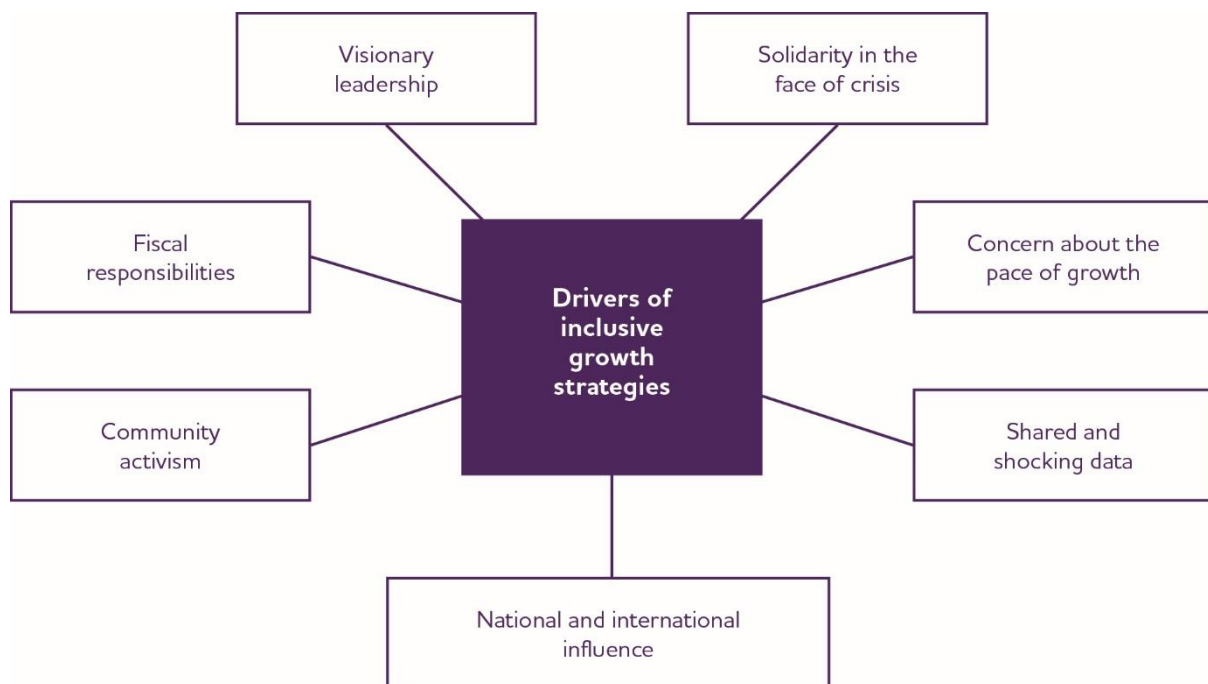 Visionary
leadership
Solidarity in the
face of crisis
Fiscal
responsibilities
Drivers of
inclusive
growth
strategies
Concern about the
pace of growth
Community
activism
Shared and
shocking data
National and international
influence